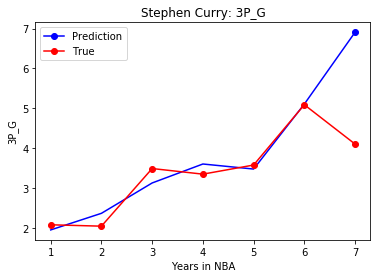 Stephen Curry: 3P_G
Prediction
True
7
6
5
4
3
2
3P_G
1 2 3 4 5 6 7
Years in NBA